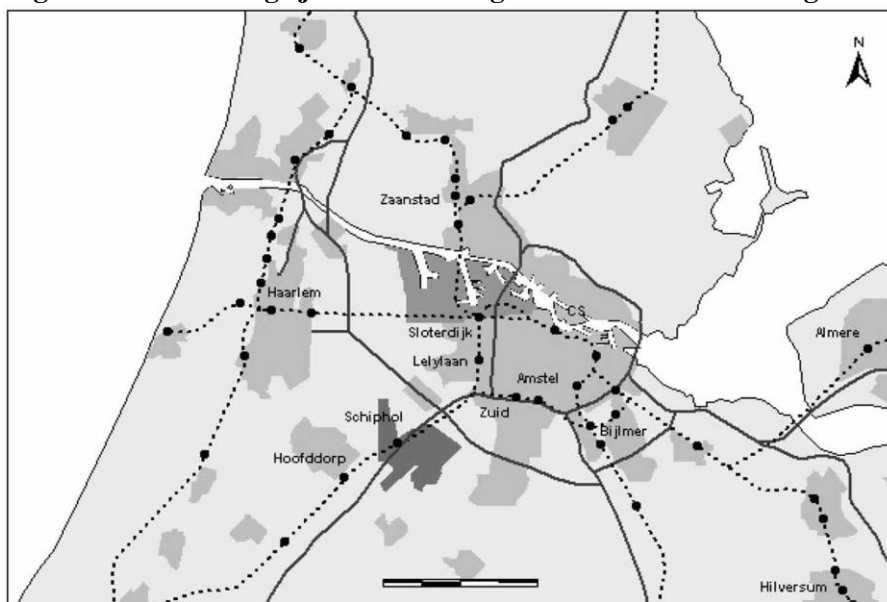 N
Zaanstad
CS
Haarlem
Sloterdijk
Almere
Lelylaan
Amstel
Schiphol
Zuid
Bijlmer
Hoofddorp
Hilversum